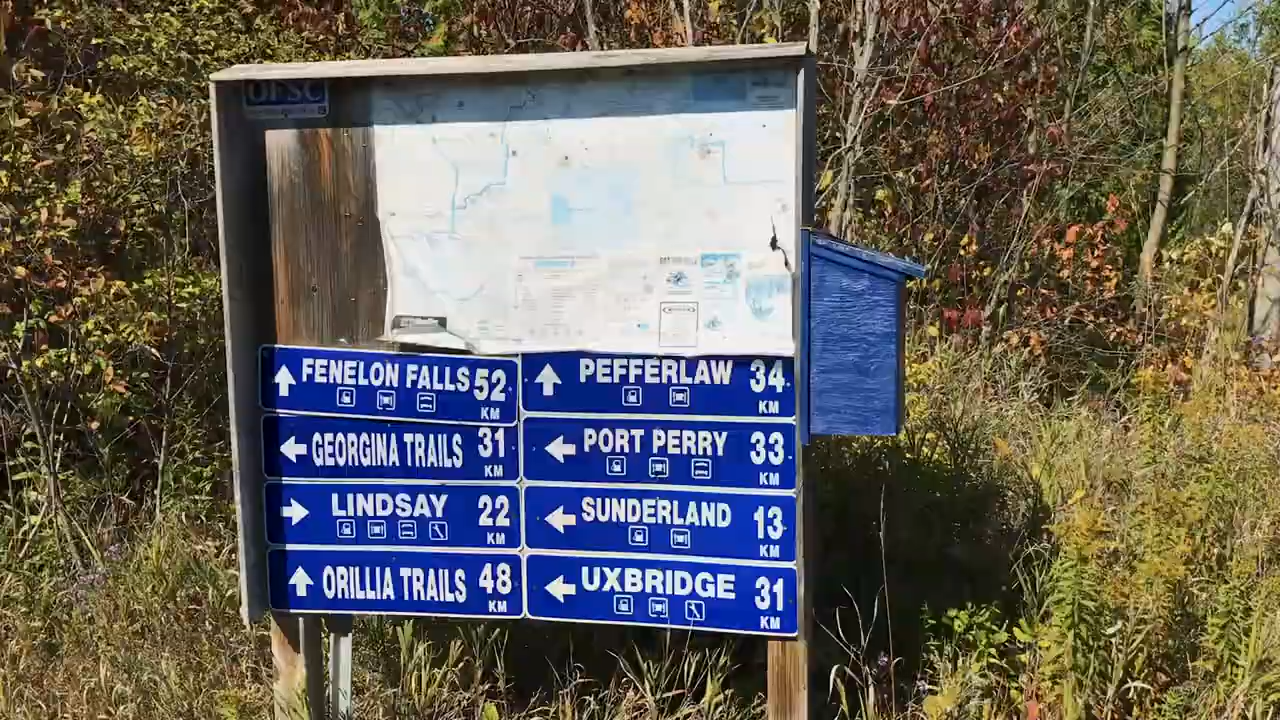 OFSC
FENELON FALLS 52
KM
GEORGINA TRAILS 31
KM
LINDSAY 22
KM
ORILLIA TRAILS 48
KM
PEFFERLAW 34
KM
PORT PERRY 33
KM
SUNDERLAND 13
KM
UXBRIDGE 31
KM